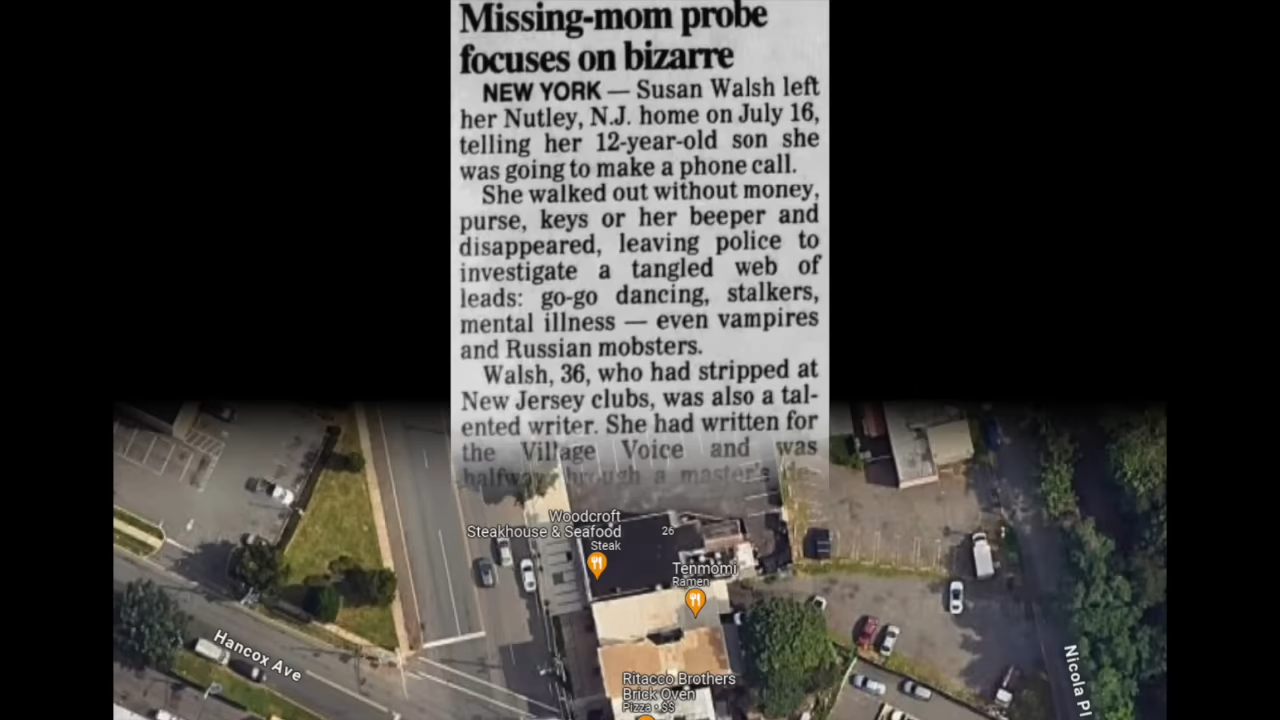 Missing-mom probe
focuses on bizarre
NEW YORK — Susan Walsh left
her Nutley, N.J. home on July 16,
telling her 12-year-old son she
was going to make a phone call.
She walked out without money,
purse, keys or her beeper and
disappeared, leaving police to
investigate a tangled web of
leads: go-go dancing, stalkers,
mental illness — even vampires
and Russian mobsters.
Walsh, 36, who had stripped at
New Jersey clubs, was also a tal-
ented writer. She had written for
the Village Voice and was
halfway through a master's de-
Woodcroft
Steakhouse & Seafood
Steak
26
Tenmomi
Ramen
Ritacco Brothers
Brick Oven
Pizza • $$
Hancox Ave
Nicola Pl